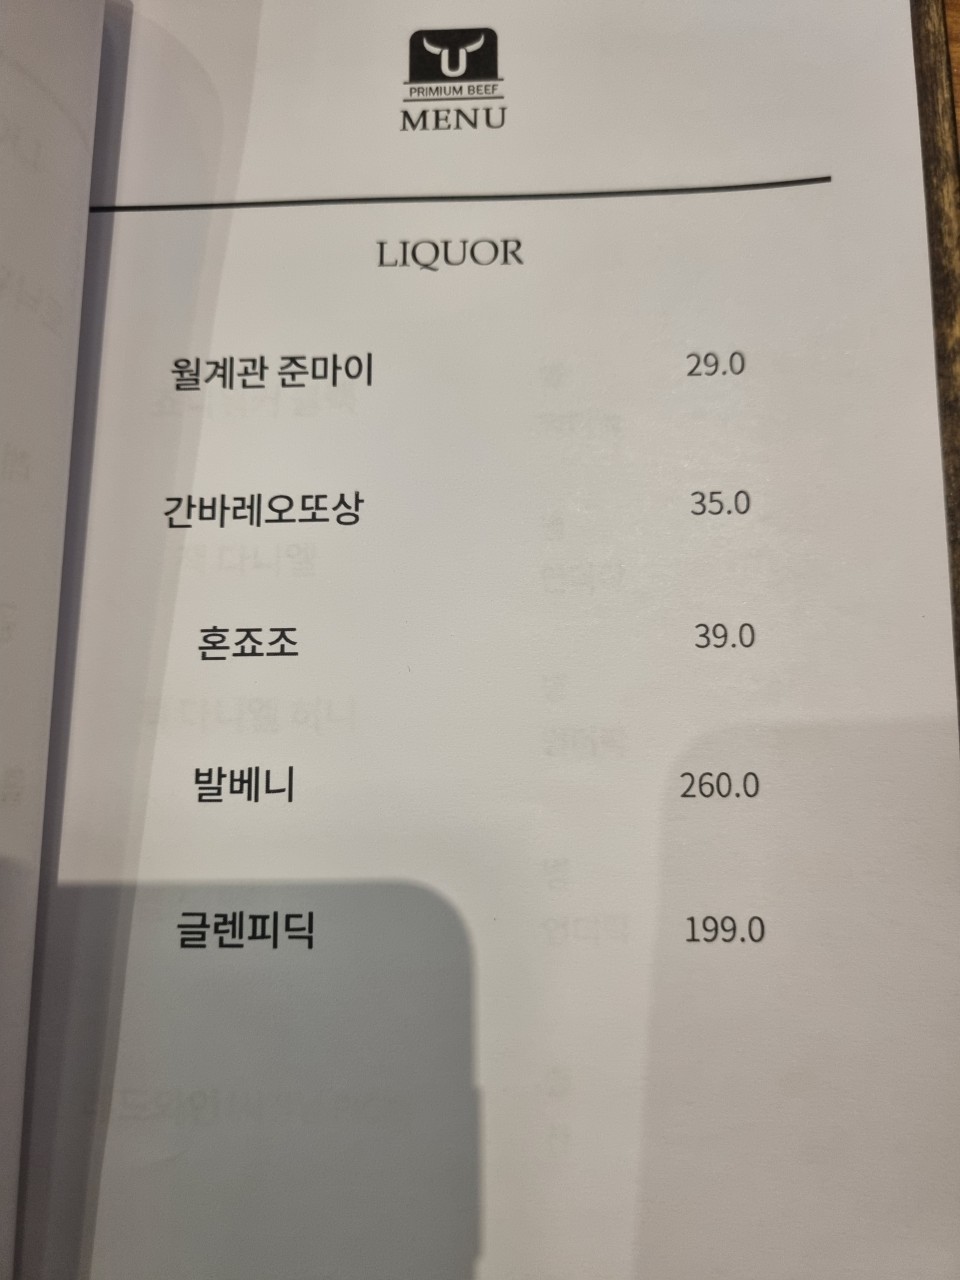 U
PRIMIUM BEEF
MENU
LIQUOR
월계관 준마이 29.0
간바레오또상 35.0
혼죠조 39.0
발베니 260.0
글렌피딕 199.0